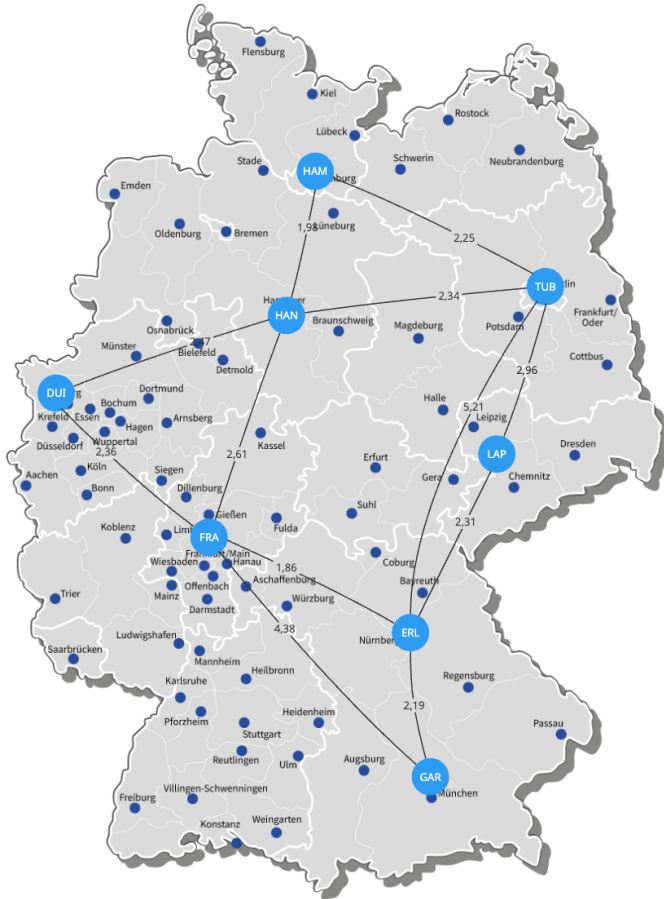 Flensburg
Kiel
Rostock
Lübeck
Schwerin
Neubrandenburg
Stade
HAM
Emden
Lüneburg
1,98
Oldenburg
Bremen
2,25
TUB
HAN
2,34
Frankfurt/
Oder
Potsdam
Osnabrück
Braunschweig
Magdeburg
2,47
Münster
Bielefeld
Detmold
Cottbus
2,96
DUI
Dortmund
Bochum
Halle
Krefeld
Essen
Hagen
Arnsberg
Leipzig
5,21
Wuppertal
Düsseldorf
Kassel
2,36
2,61
LAP
Dresden
Köln
Erfurt
Aachen
Siegen
Gera
Chemnitz
Bonn
Dillenburg
Suhl
Gießen
2,31
Koblenz
Fulda
FRA
Coburg
Frankfurt/Main
Hanau
Wiesbaden
1,86
Aschaffenburg
Bayreuth
Offenbach
Trier
Mainz
Würzburg
Darmstadt
4,38
ERL
Ludwigshafen
Nürnberg
Saarbrücken
Mannheim
Heilbronn
Regensburg
Karlsruhe
2,19
Pforzheim
Heidenheim
Passau
Stuttgart
Reutlingen
Ulm
Augsburg
GAR
Villingen-Schwenningen
München
Freiburg
Weingarten
Konstanz